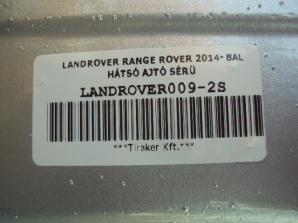 LANDROVER RANGE ROVER 2014- BAL
HÁTSÓ AJTÓ SÉRÜ
LANDROVER009-2S
***Tiraker Kft.***